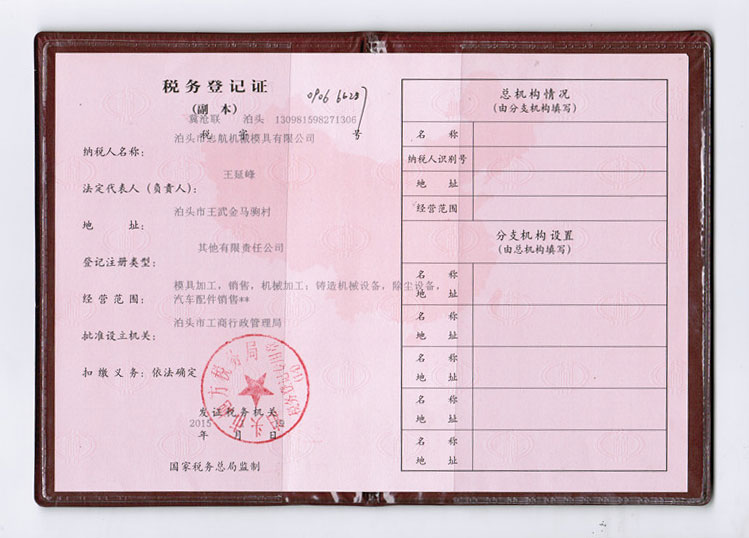 税务登记证
(副 本)
0906
冀沧联 泊头 130981598271306
税 字 号
泊头市志航机械模具有限公司
纳税人名称：
王延峰
法定代表人（负责人）：
泊头市王武金马驹村
地 址：
其他有限责任公司
登记注册类型：
模具加工，销售，机械加工；铸造机械设备，除尘设备，
经营范围：
汽车配件销售**
泊头市工商行政管理局
批准设立机关：
扣缴义务：依法确定
发证税务机关
2015
年 月 日
国家税务总局监制
总机构情况
(由分支机构填写)
名 称
纳税人识别号
地 址
经营范围
分支机构设置
(由总机构填写)
名 称
地 址
名 称
地 址
名 称
地 址
名 称
地 址
名 称
地 址